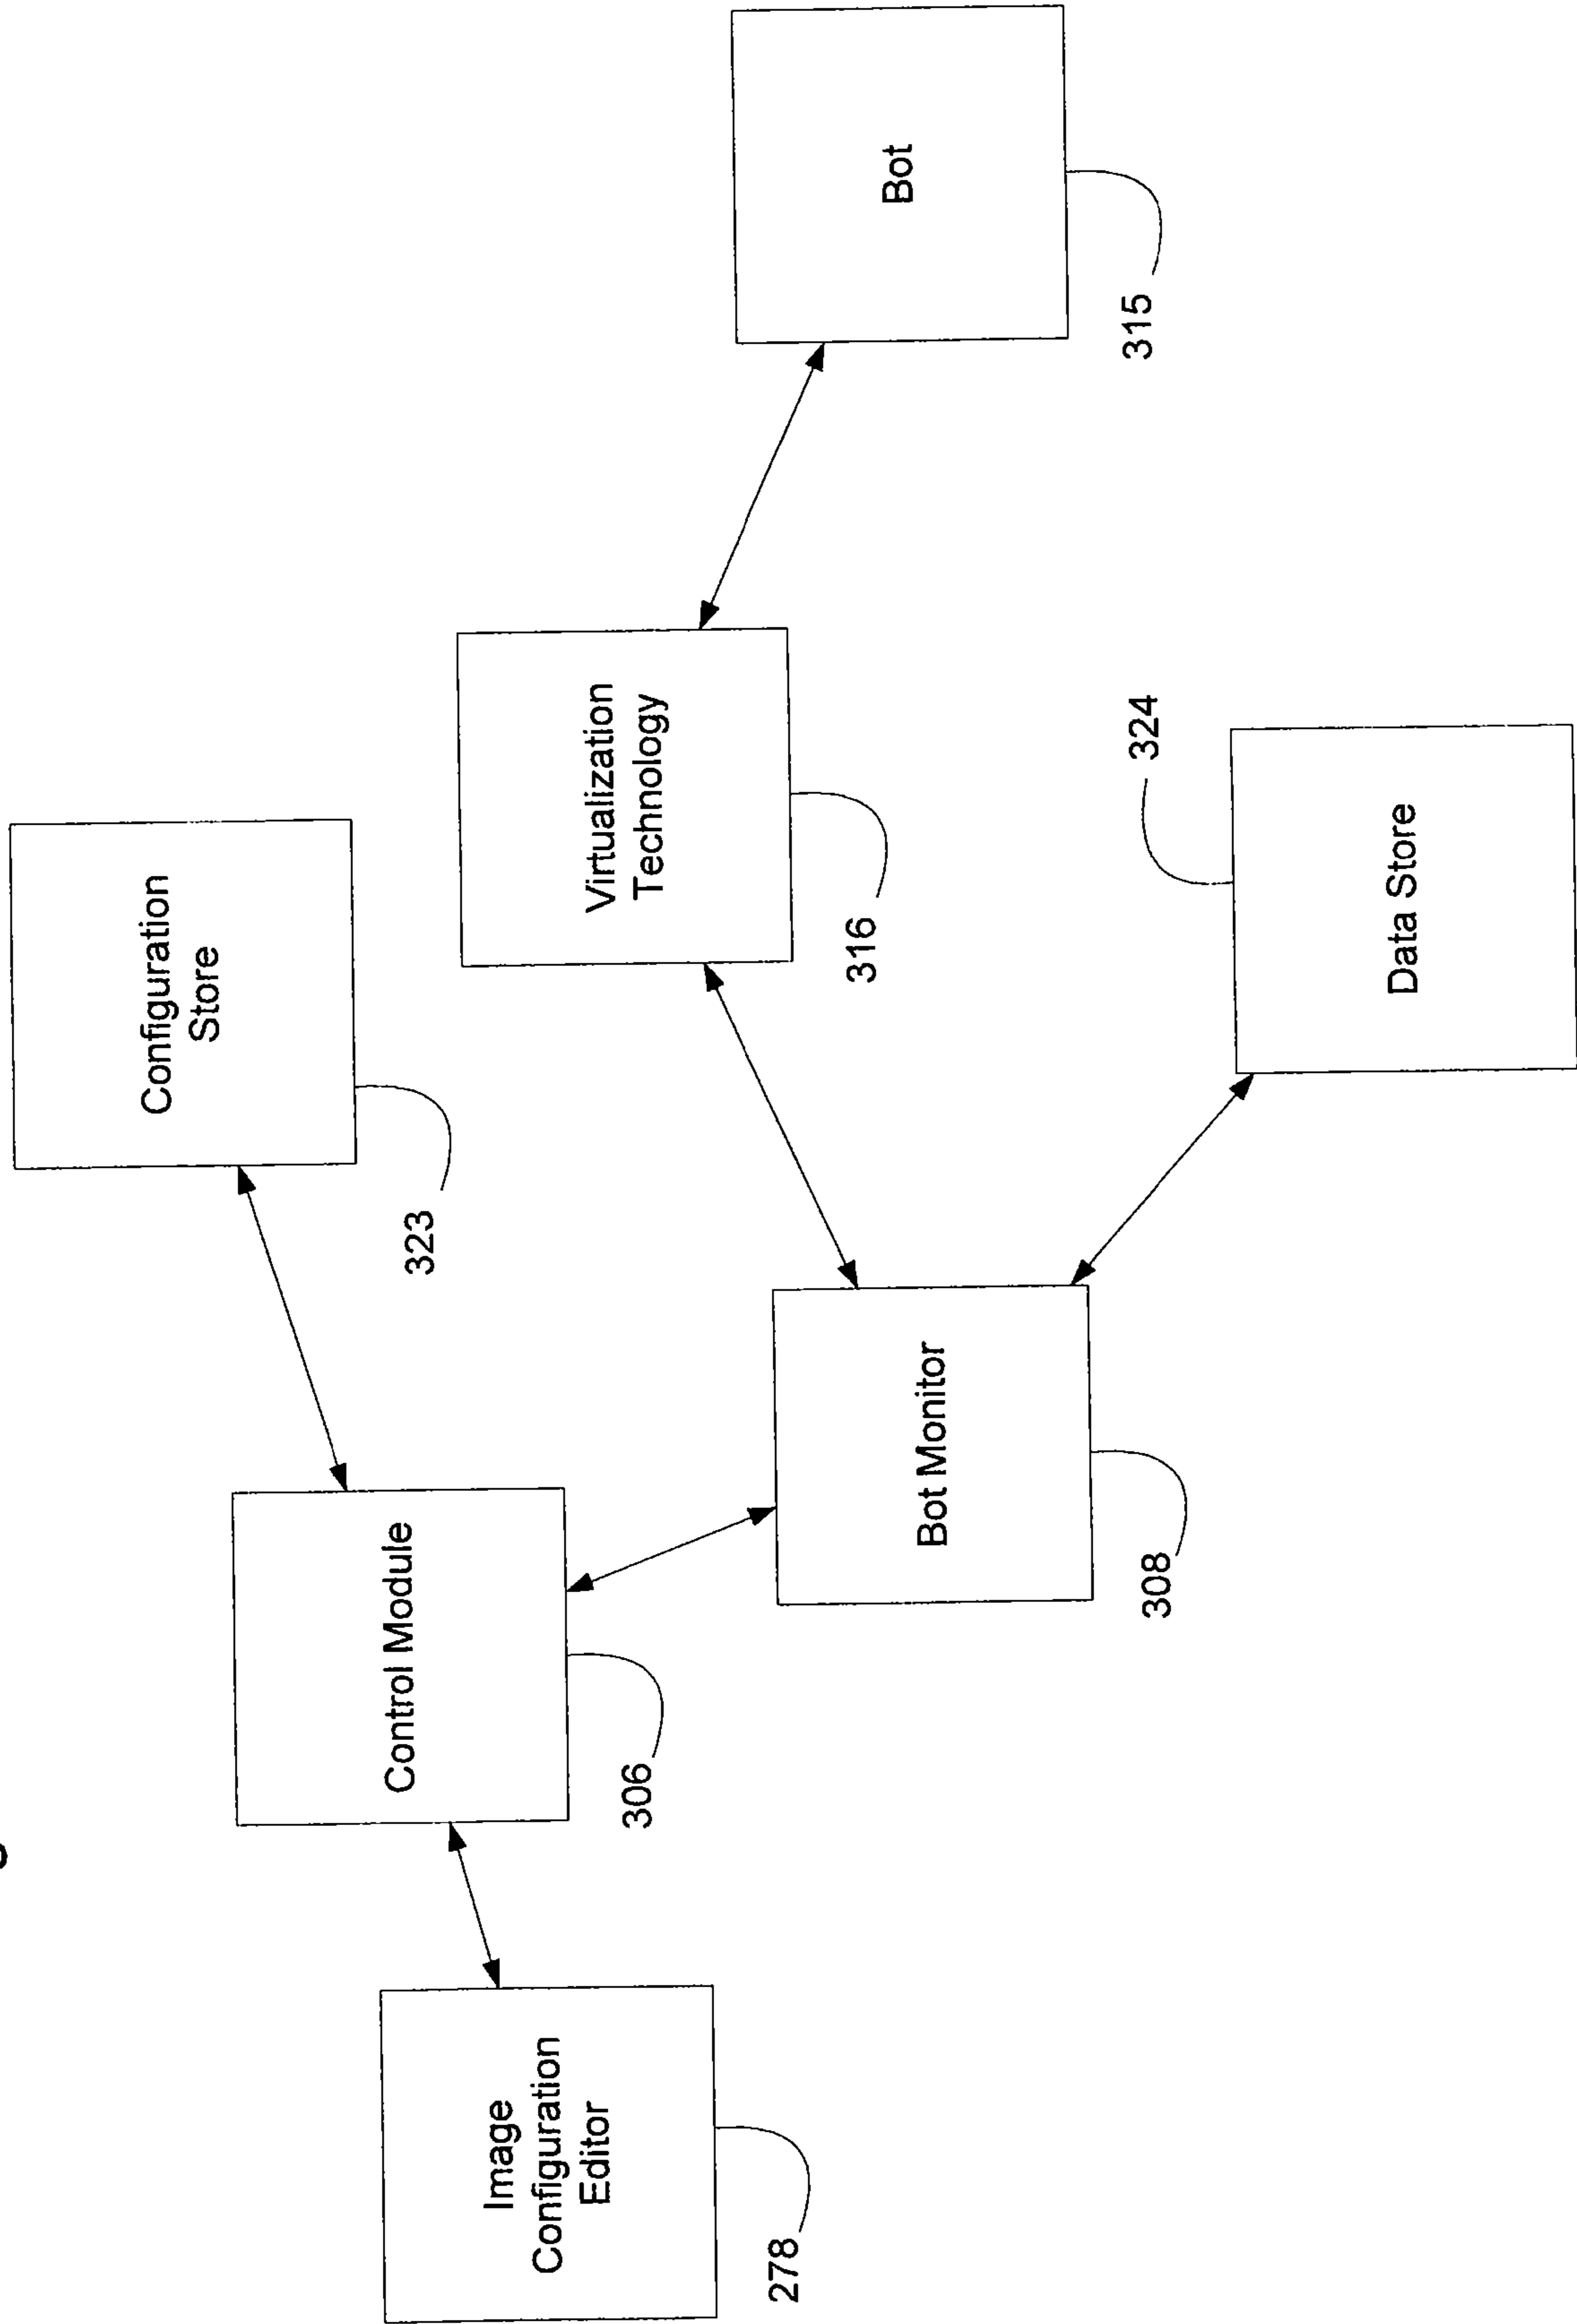 Configuration
Store
323
Virtualization
Technology
316
Bot
315
Control Module
306
Image
Configuration
Editor
278
Bot Monitor
308
Data Store
324